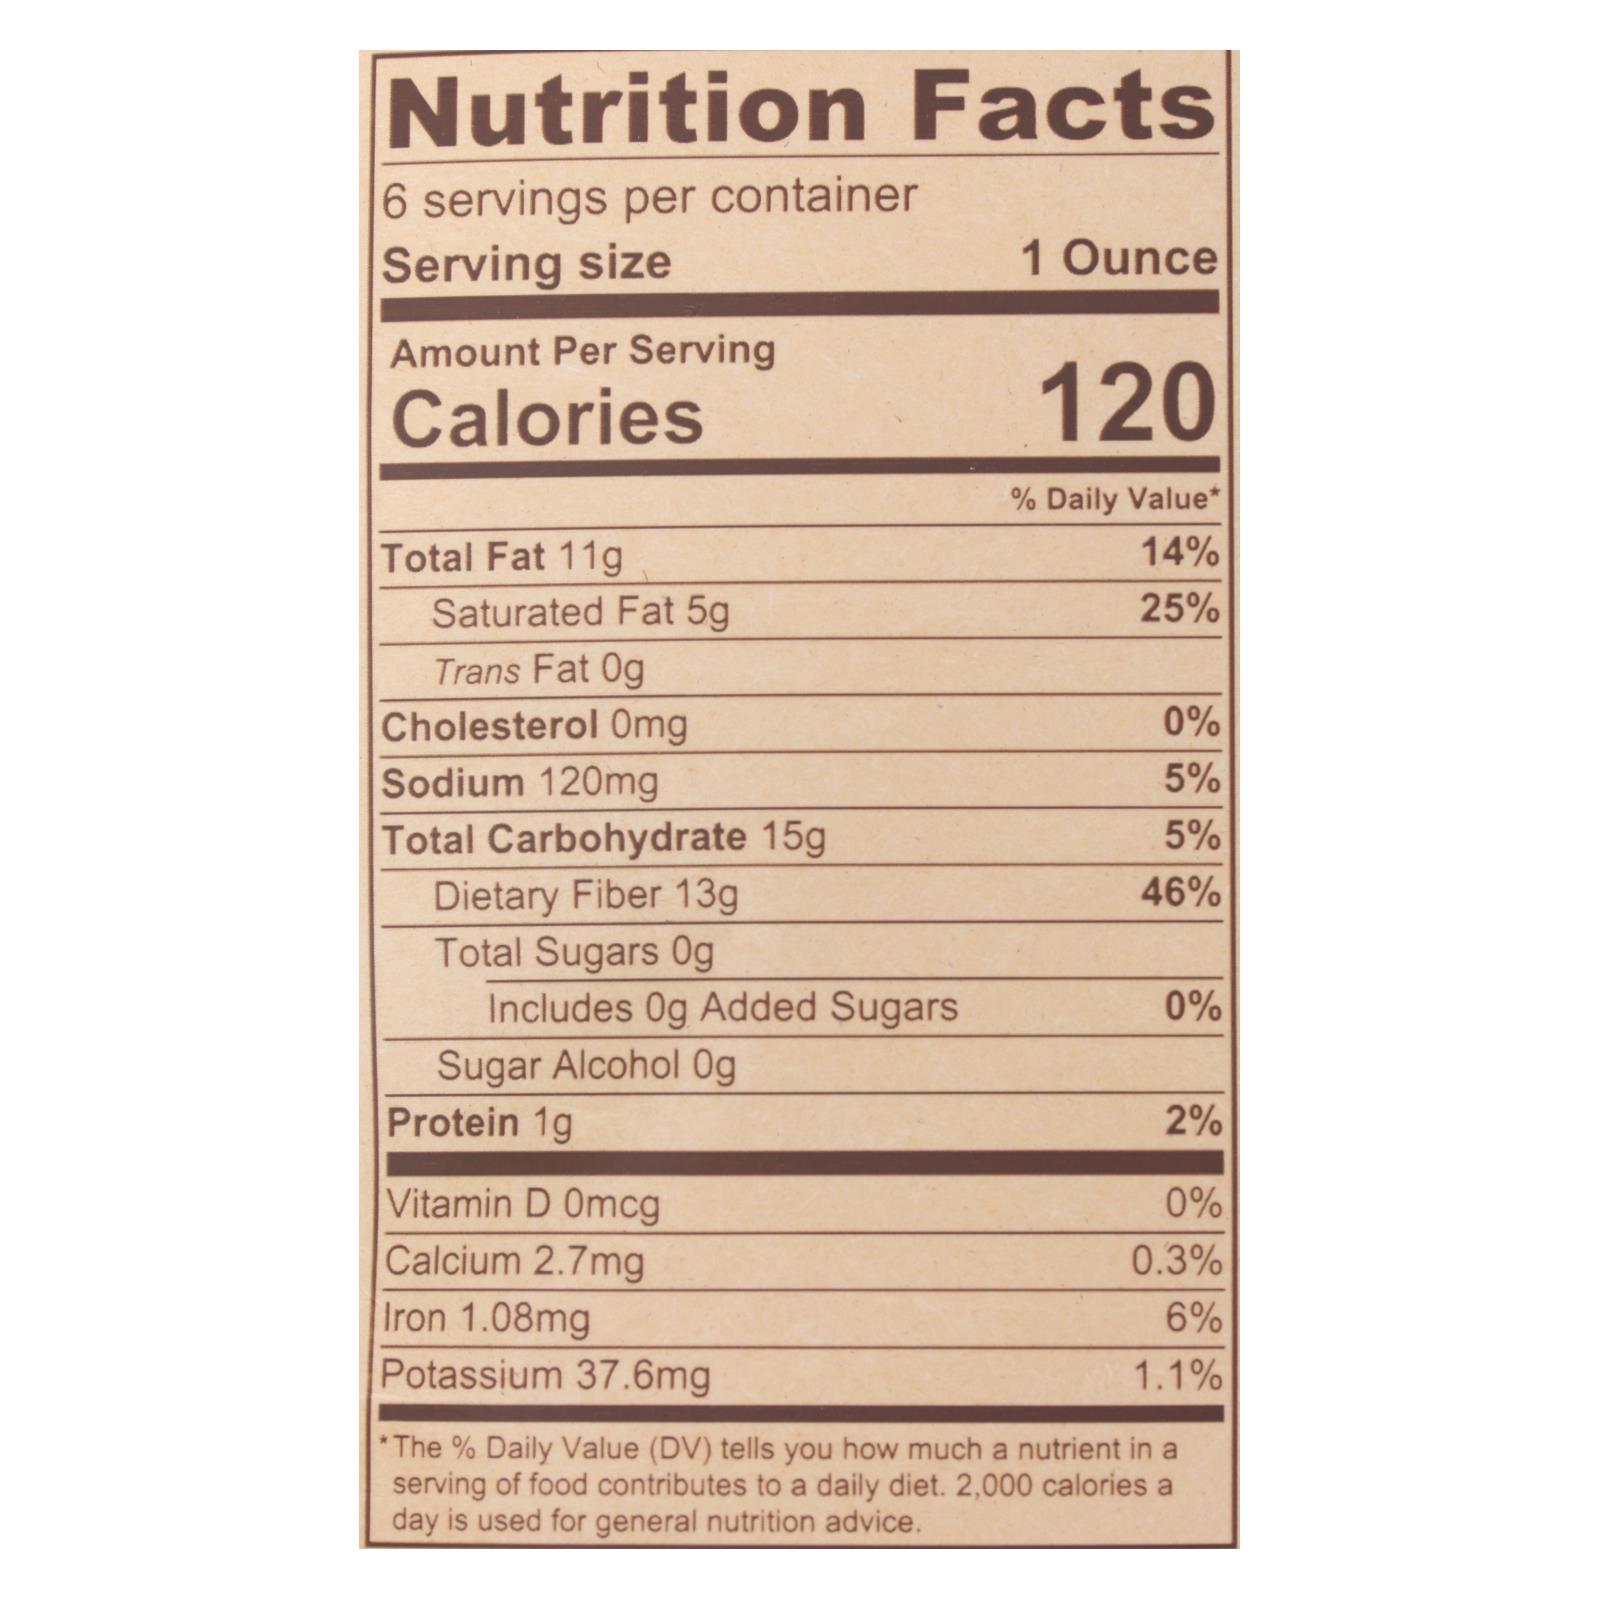 Nutrition Facts
6 servings per container
Serving size 1 Ounce
Amount Per Serving
Calories 120
% Daily Value*
Total Fat 11g 14%
Saturated Fat 5g 25%
Trans Fat 0g
Cholesterol 0mg 0%
Sodium 120mg 5%
Total Carbohydrate 15g 5%
Dietary Fiber 13g 46%
Total Sugars 0g
Includes 0g Added Sugars 0%
Sugar Alcohol 0g
Protein 1g 2%
Vitamin D 0mcg 0%
Calcium 2.7mg 0.3%
Iron 1.08mg 6%
Potassium 37.6mg 1.1%
*The % Daily Value (DV) tells you how much a nutrient in a
serving of food contributes to a daily diet. 2,000 calories a
day is used for general nutrition advice.